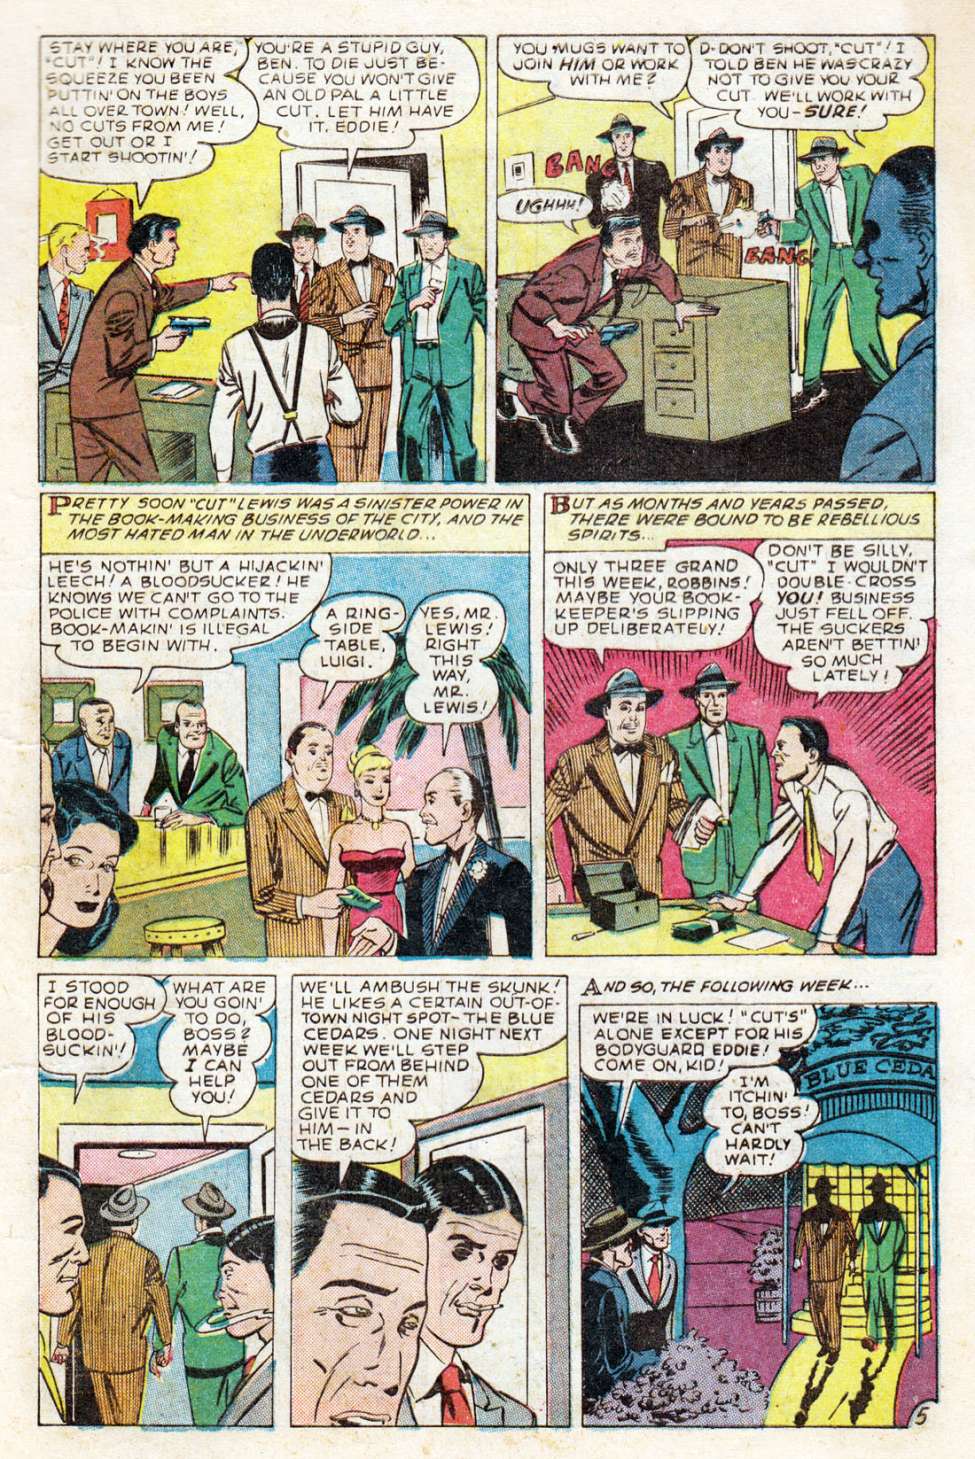 STAY WHERE YOU ARE,
"CUT"! I KNOW THE
SQUEEZE YOU BEEN
PUTTIN' ON THE BOYS
ALL OVER TOWN! WELL,
NO CUTS FROM ME!
GET OUT OR I
START SHOOTIN'!
YOU'RE A STUPID GUY,
BEN. TO DIE JUST BE-
CAUSE YOU WON'T GIVE
AN OLD PAL A LITTLE
CUT. LET HIM HAVE
IT, EDDIE!
YOU MUGS WANT TO
JOIN HIM OR WORK
WITH ME?
D-DON'T SHOOT, "CUT"! I
TOLD BEN HE WAS CRAZY
NOT TO GIVE YOU YOUR
CUT. WE'LL WORK WITH
YOU-SURE!
BANG
UGHHH!
BANG!
PRETTY SOON "CUT" LEWIS WAS A SINISTER POWER IN
THE BOOK-MAKING BUSINESS OF THE CITY, AND THE
MOST HATED MAN IN THE UNDERWORLD...
HE'S NOTHIN' BUT A HIJACKIN'
LEECH! A BLOODSUCKER! HE
KNOWS WE CAN'T GO TO THE
POLICE WITH COMPLAINTS.
BOOK-MAKIN' IS ILLEGAL
TO BEGIN WITH.
A RING-
SIDE
TABLE,
LUIGI.
YES, MR.
LEWIS!
RIGHT
THIS
WAY,
MR.
LEWIS!
BUT AS MONTHS AND YEARS PASSED,
THERE WERE BOUND TO BE REBELLIOUS
SPIRITS...
ONLY THREE GRAND
THIS WEEK, ROBBINS!
MAYBE YOUR BOOK-
KEEPER'S SLIPPING
UP DELIBERATELY!
DON'T BE SILLY,
"CUT"! I WOULDN'T
DOUBLE-CROSS
YOU! BUSINESS
JUST FELL OFF.
THE SUCKERS
AREN'T BETTIN'
SO MUCH
LATELY!
I STOOD
FOR ENOUGH
OF HIS
BLOOD-
SUCKIN'!
WHAT ARE
YOU GOIN'
TO DO,
BOSS?
MAYBE
I CAN
HELP
YOU!
WE'LL AMBUSH THE SKUNK!
HE LIKES A CERTAIN OUT-OF-
TOWN NIGHT SPOT-THE BLUE
CEDARS. ONE NIGHT NEXT
WEEK WE'LL STEP
OUT FROM BEHIND
ONE OF THEM
CEDARS AND
GIVE IT TO
HIM-IN
THE BACK!
AND SO, THE FOLLOWING WEEK...
WE'RE IN LUCK! "CUT'S"
ALONE EXCEPT FOR HIS
BODYGUARD EDDIE!
COME ON, KID!
I'M
ITCHIN'
TO, BOSS!
CAN'T
HARDLY
WAIT!
BLUE CEDA
5